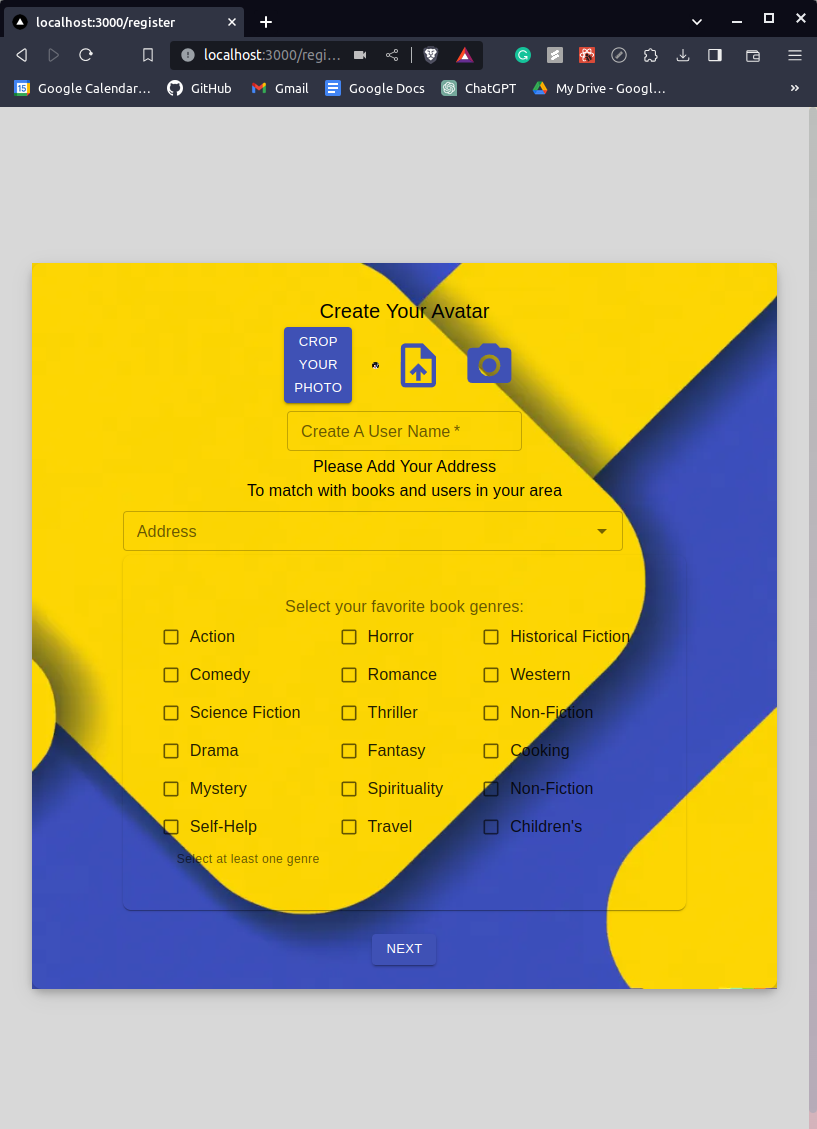 localhost:3000/register
localhost:3000/regi...
15 Google Calendar... GitHub Gmail Google Docs ChatGPT My Drive - Googl... »
Create Your Avatar
CROP
YOUR
PHOTO
Create A User Name *
Please Add Your Address
To match with books and users in your area
Address
Select your favorite book genres:
Action Horror Historical Fiction
Comedy Romance Western
Science Fiction Thriller Non-Fiction
Drama Fantasy Cooking
Mystery Spirituality Non-Fiction
Self-Help Travel Children's
Select at least one genre
NEXT